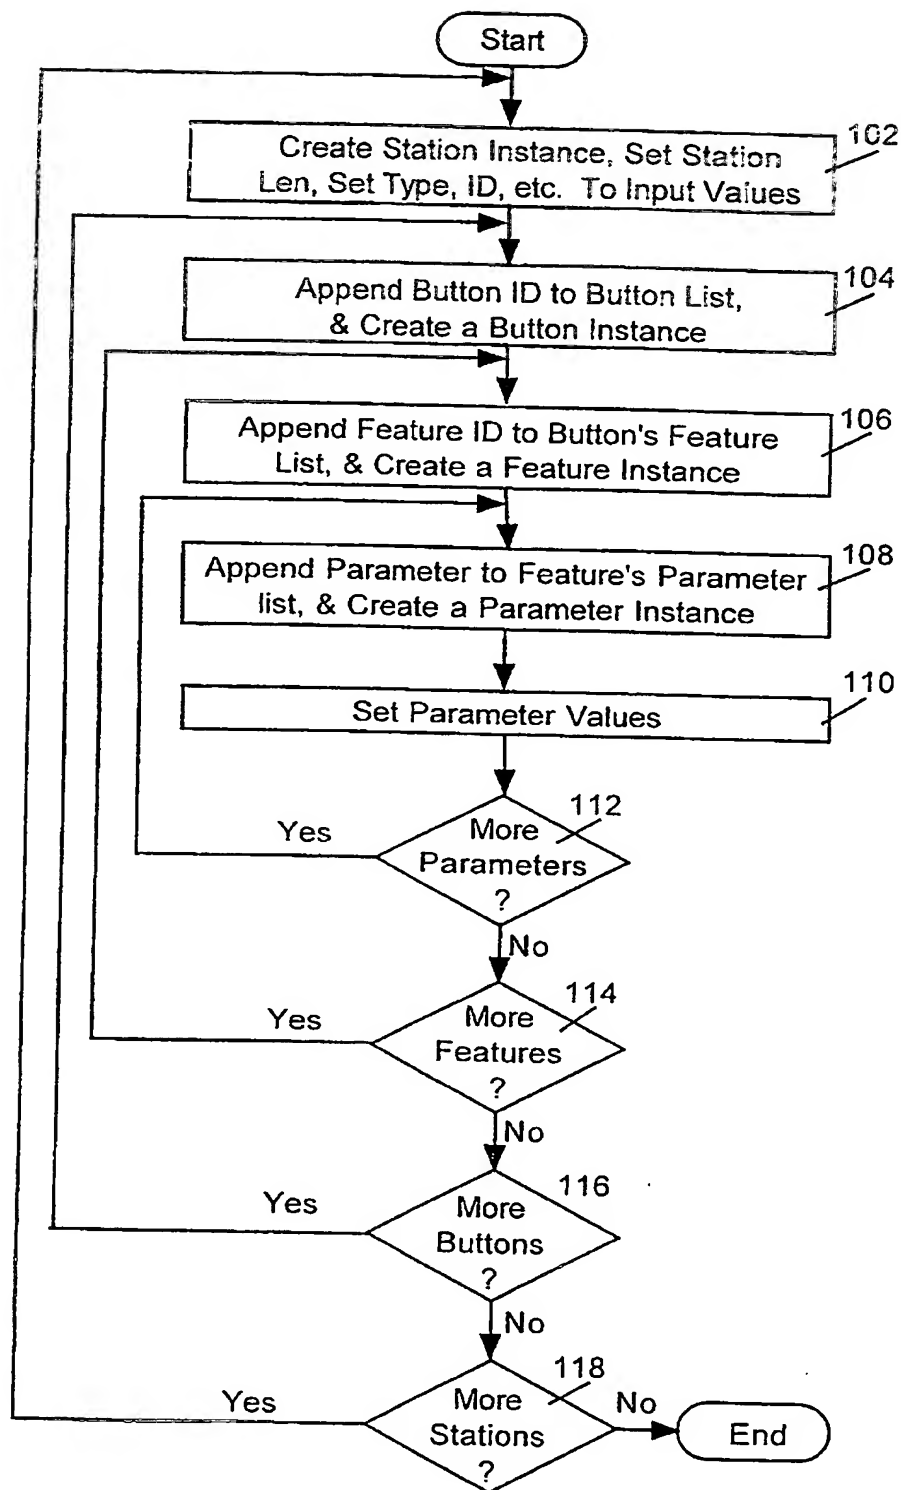 Start
102
Create Station Instance, Set Station
Len, Set Type, ID, etc. To Input Values
104
Append Button ID to Button List,
& Create a Button Instance
106
Append Feature ID to Button's Feature
List, & Create a Feature Instance
108
Append Parameter to Feature's Parameter
list, & Create a Parameter Instance
110
Set Parameter Values
112
Yes
More
Parameters
?
No
114
Yes
More
Features
?
No
116
Yes
More
Buttons
?
No
118
Yes
More
Stations
?
No
End